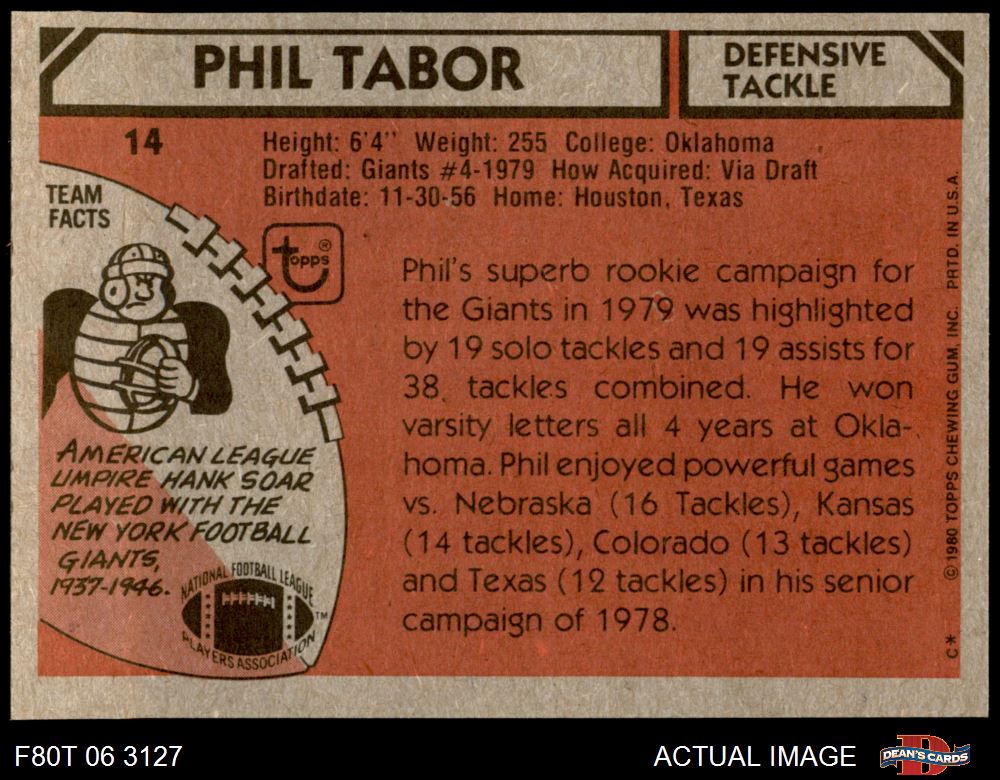 PHIL TABOR
DEFENSIVE
TACKLE
14
Height: 6'4" Weight: 255 College: Oklahoma
Drafted: Giants #4-1979 How Acquired: Via Draft
Birthdate: 11-30-56 Home: Houston, Texas
TEAM
FACTS
topps®
Phil's superb rookie campaign for
the Giants in 1979 was highlighted
by 19 solo tackles and 19 assists for
38 tackles combined. He won
varsity letters all 4 years at Okla-
homa. Phil enjoyed powerful games
vs. Nebraska (16 Tackles), Kansas
(14 tackles), Colorado (13 tackles)
and Texas (12 tackles) in his senior
campaign of 1978.
AMERICAN LEAGUE
UMPIRE HANK SOAR
PLAYED WITH THE
NEW YORK FOOTBALL
GIANTS,
1937-1946.
NATIONAL FOOTBALL LEAGUE
PLAYERS ASSOCIATION
TM
C* ©1980 TOPPS CHEWING GUM, INC. PRTD. IN U.S.A.
F80T 06 3127
ACTUAL IMAGE
DEAN'S CARDS